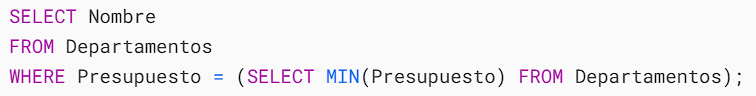 SELECT Nombre
FROM Departamentos
WHERE Presupuesto = (SELECT MIN(Presupuesto) FROM Departamentos);